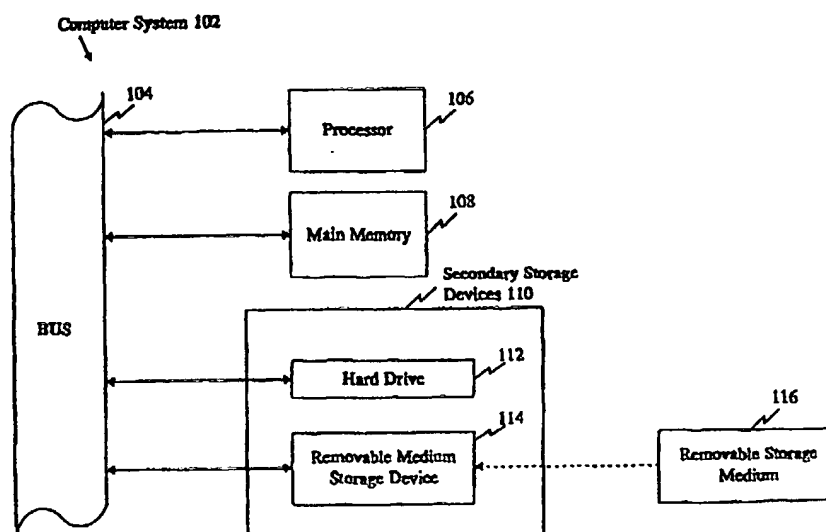 Computer System 102
104
106
Processor
108
Main Memory
Secondary Storage
Devices 110
BUS
112
Hard Drive
114
116
Removable Medium
Storage Device
Removable Storage
Medium